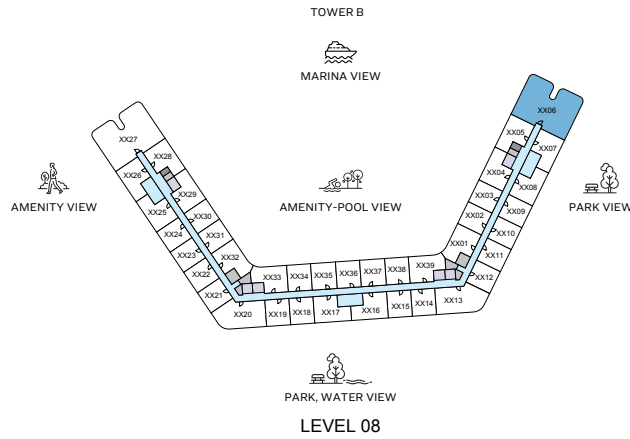 TOWER B
MARINA VIEW
XX06
XX27
XX05
XX28
XX07
XX26
XX04
XX29
XX08
AMENITY VIEW
AMENITY-POOL VIEW
PARK VIEW
XX25
XX03
XX30
XX09
XX24
XX02
XX31
XX10
XX23
XX01
XX32
XX11
XX22
XX33
XX34
XX35
XX36
XX37
XX38
XX39
XX12
XX21
XX20
XX19
XX18
XX17
XX16
XX15
XX14
XX13
PARK, WATER VIEW
LEVEL 08